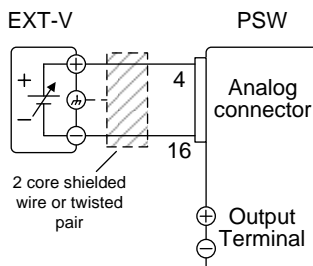 EXT-V
PSW
+
+
4
Analog
connector
−
−
16
2 core shielded
wire or twisted
pair
+
Output
Terminal
−